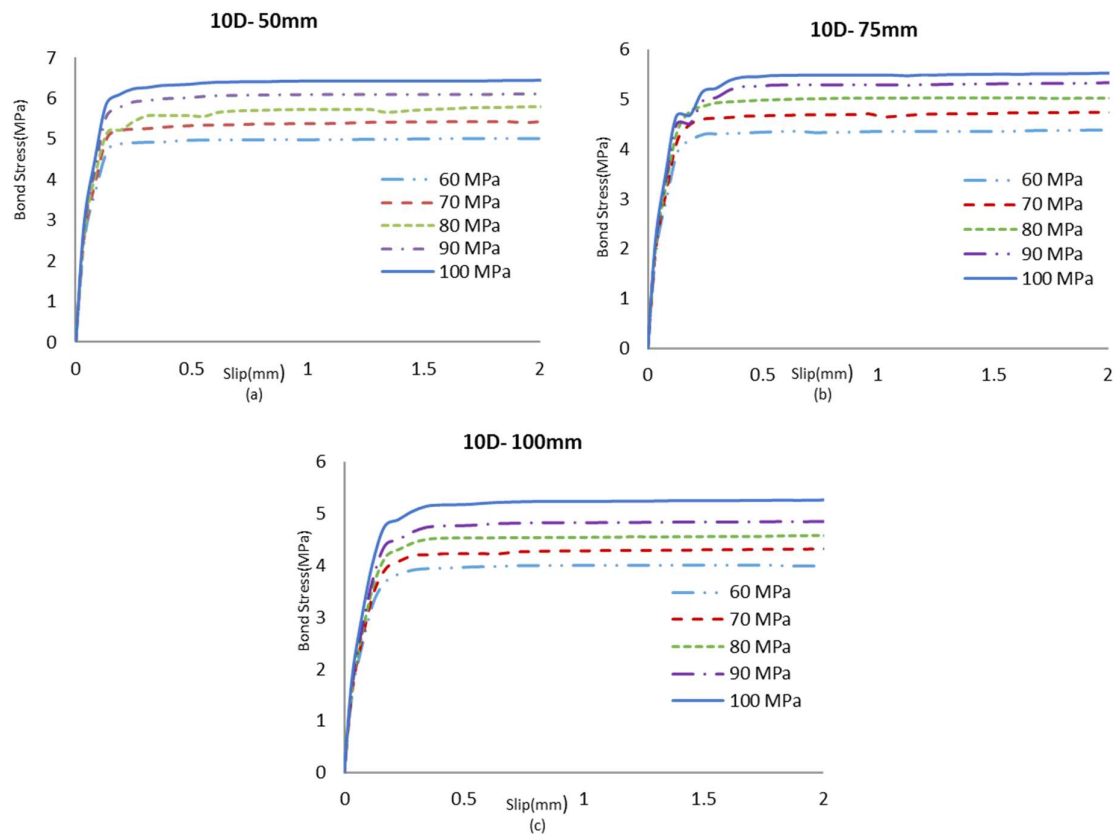 10D- 50mm
7
6
5
4
3
2
1
0
Bond Stress(MPa)
60 MPa
70 MPa
80 MPa
90 MPa
100 MPa
0
0.5
1
1.5
2
Slip(mm)
(a)
10D- 75mm
6
5
4
3
2
1
0
Bond Stress(MPa)
60 MPa
70 MPa
80 MPa
90 MPa
100 MPa
0
0.5
1
1.5
2
Slip(mm)
(b)
10D- 100mm
6
5
4
3
2
1
0
Bond Stress(MPa)
60 MPa
70 MPa
80 MPa
90 MPa
100 MPa
0
0.5
1
1.5
2
Slip(mm)
(c)